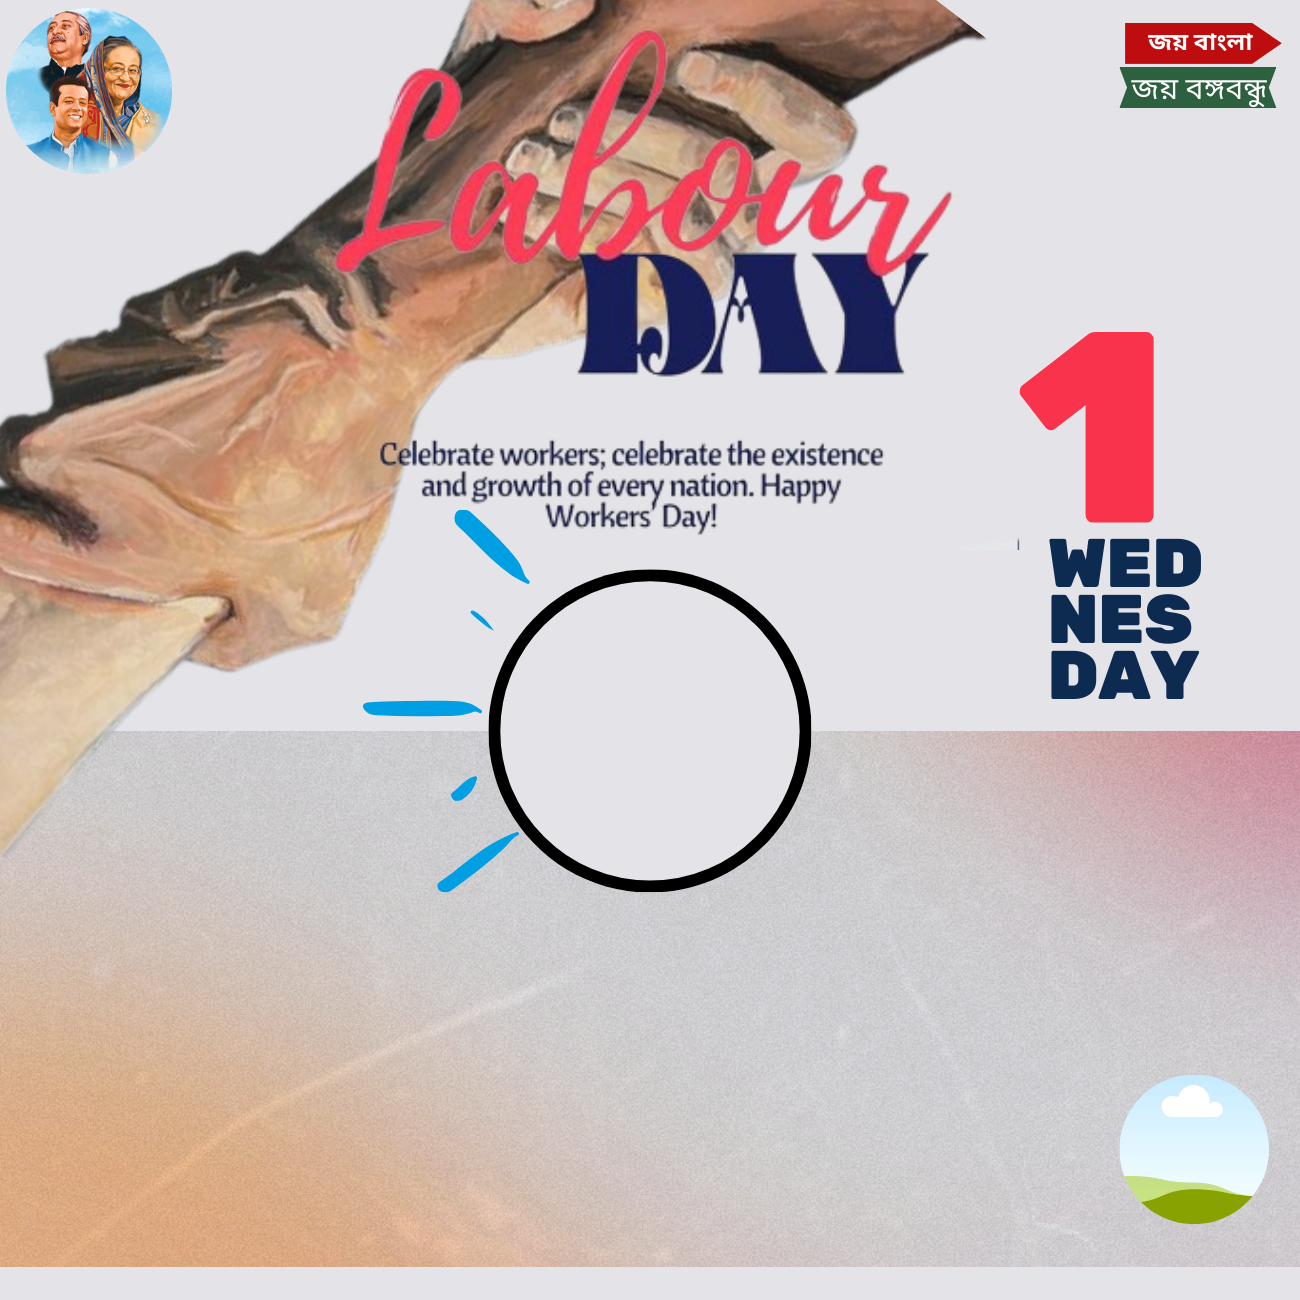 জয় বাংলা
জয় বঙ্গবন্ধু
Labour
DAY
Celebrate workers; celebrate the existence
and growth of every nation. Happy
Workers' Day!
1
WED
NES
DAY